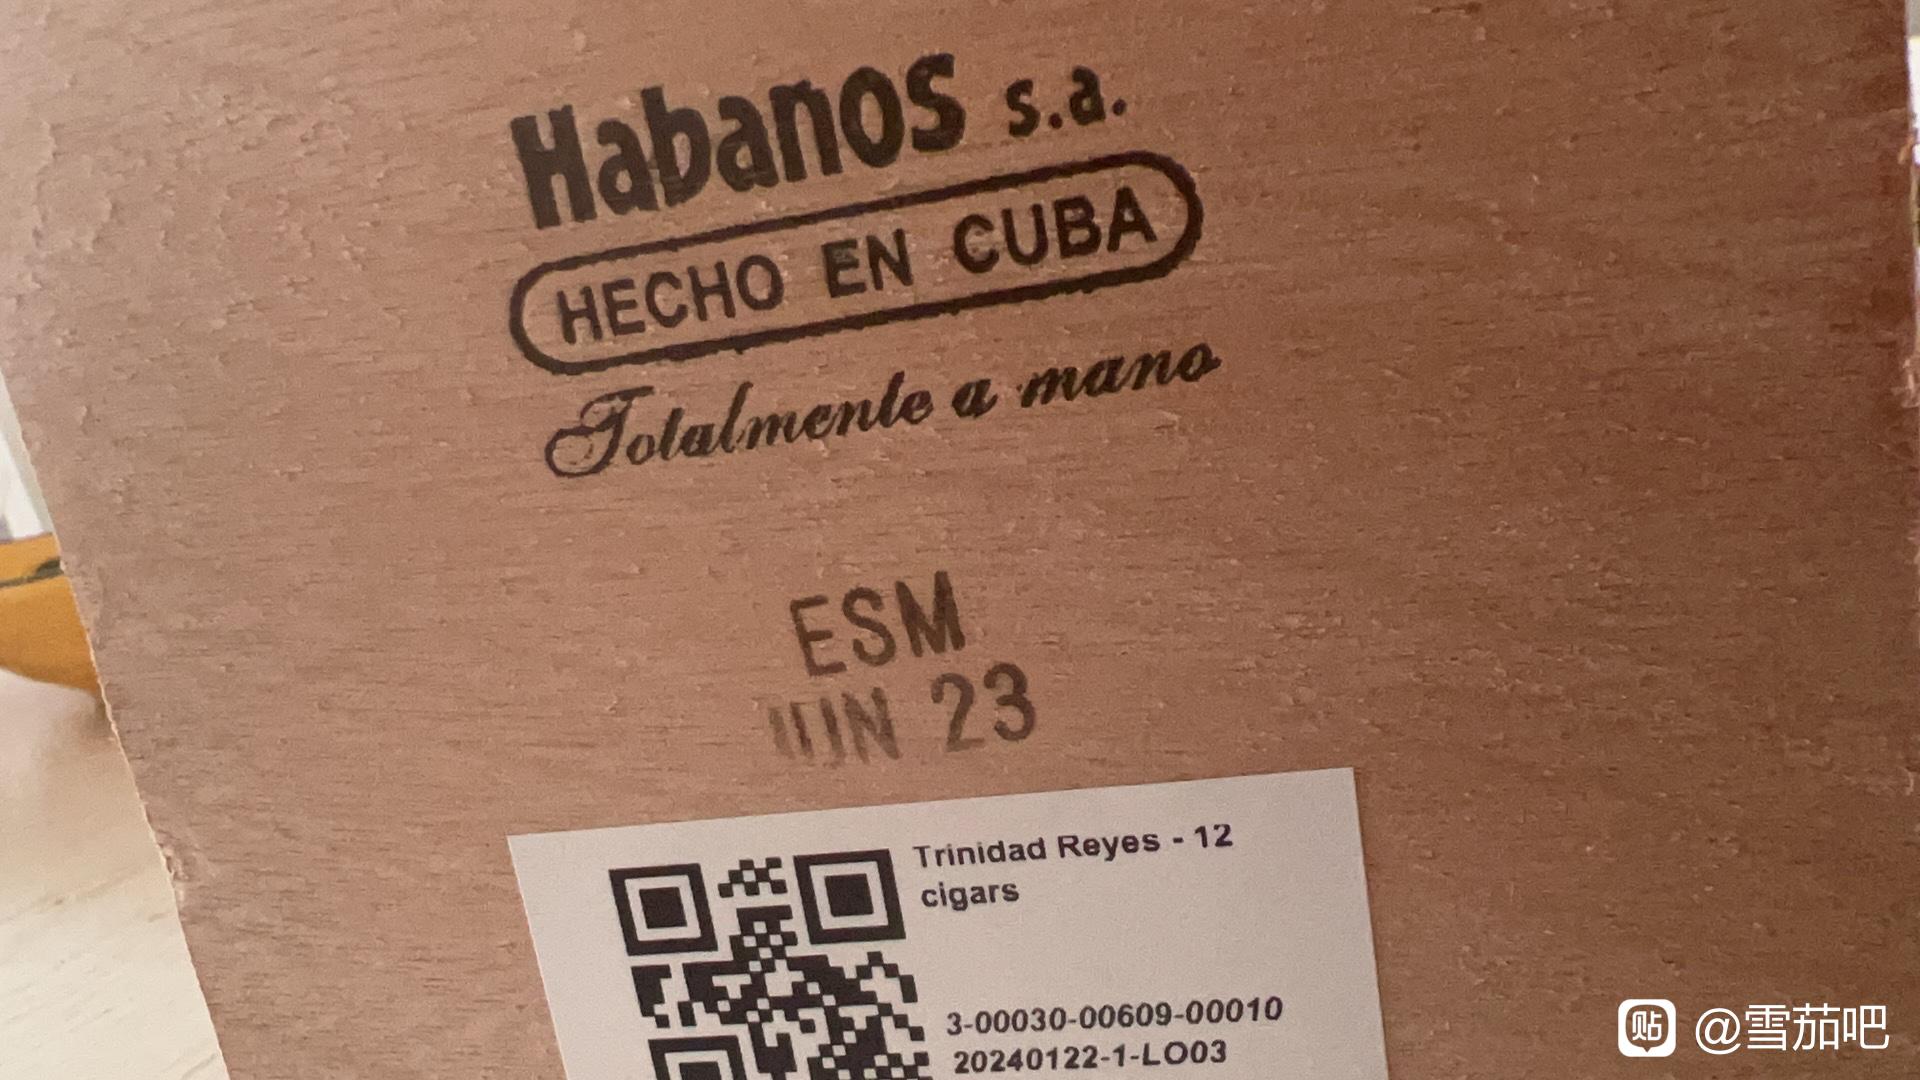 Habanos s.a.
HECHO EN CUBA
Totalmente a mano
ESM
JUN 23
Trinidad Reyes - 12
cigars
3-00030-00609-00010
20240122-1-LO03
贴 @雪茄吧